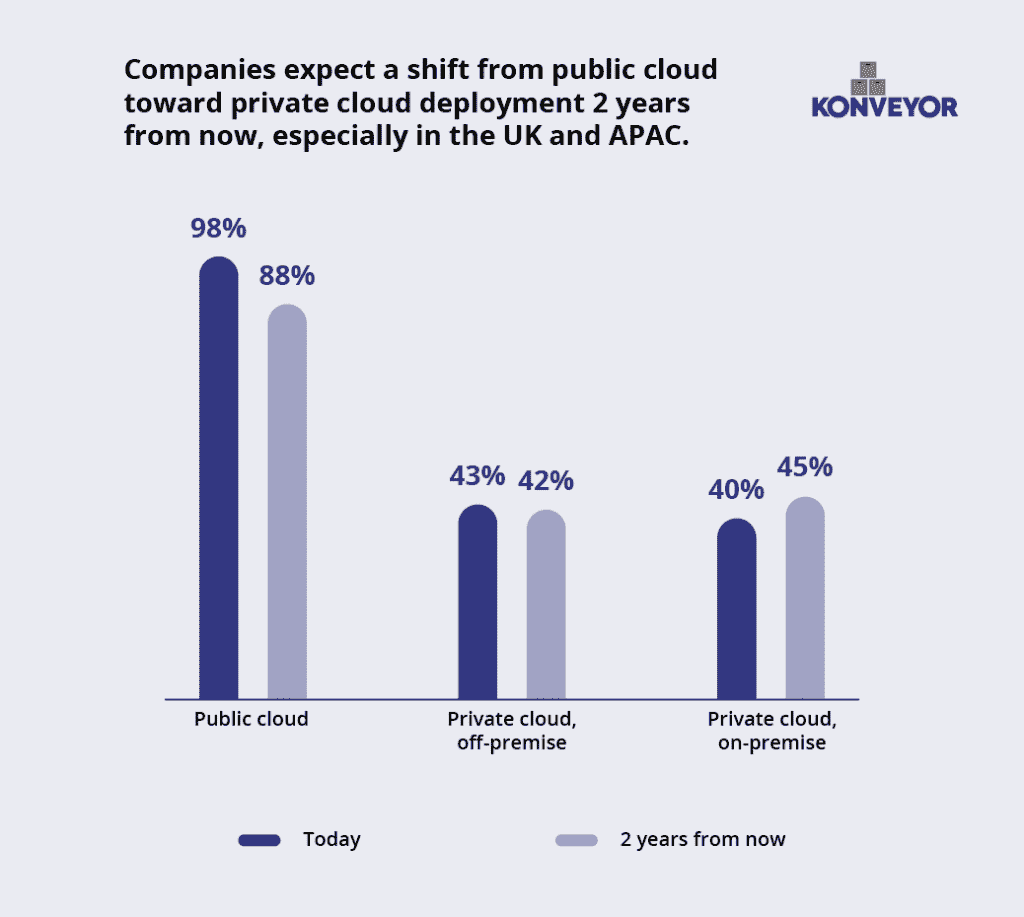 Companies expect a shift from public cloud
toward private cloud deployment 2 years
from now, especially in the UK and APAC.
KONVEYOR
98%
88%
43%
42%
40%
45%
Public cloud
Private cloud,
off-premise
Private cloud,
on-premise
Today
2 years from now